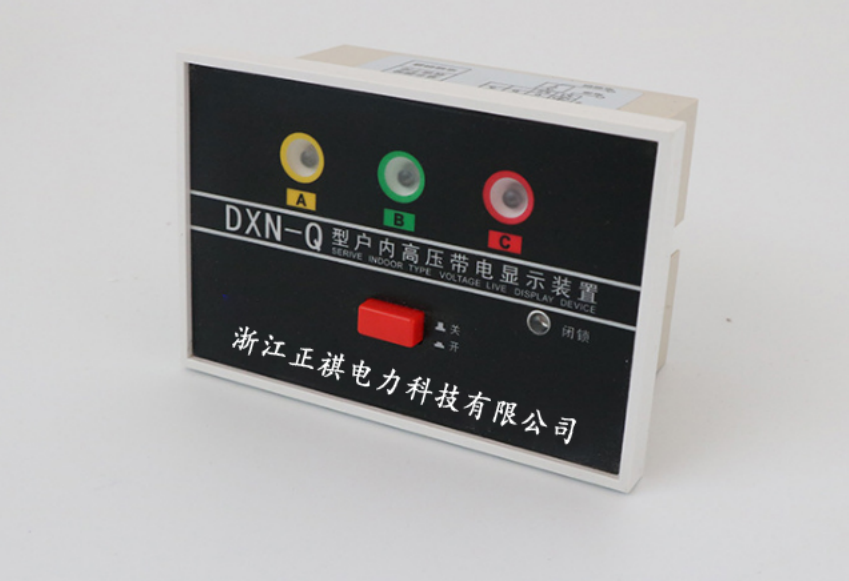 A
B
C
DXN-Q型户内高压带电显示装置
SERIVE INDOOR TYPE VOLTAGE LIVE DISPLAY DEVICE
关
开
闭锁
浙江正祺电力科技有限公司